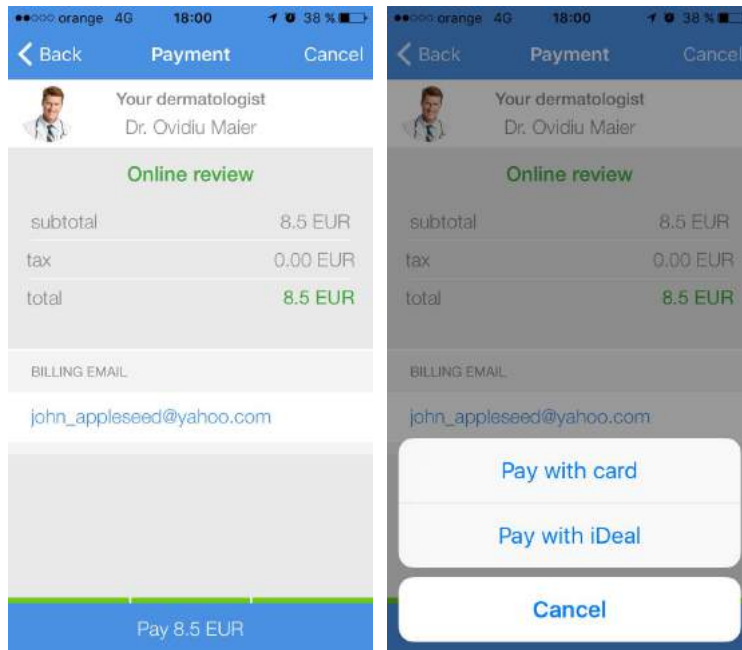 orange 4G 18:00 38 %
Back Payment Cancel
Your dermatologist
Dr. Ovidiu Maier
Online review
subtotal 8.5 EUR
tax 0.00 EUR
total 8.5 EUR
BILLING EMAIL
john_appleseed@yahoo.com
Pay 8.5 EUR
orange 4G 18:00 38 %
Back Payment Cancel
Your dermatologist
Dr. Ovidiu Maier
Online review
subtotal 8.5 EUR
tax 0.00 EUR
total 8.5 EUR
BILLING EMAIL
john_appleseed@yahoo.com
Pay with card
Pay with iDeal
Cancel